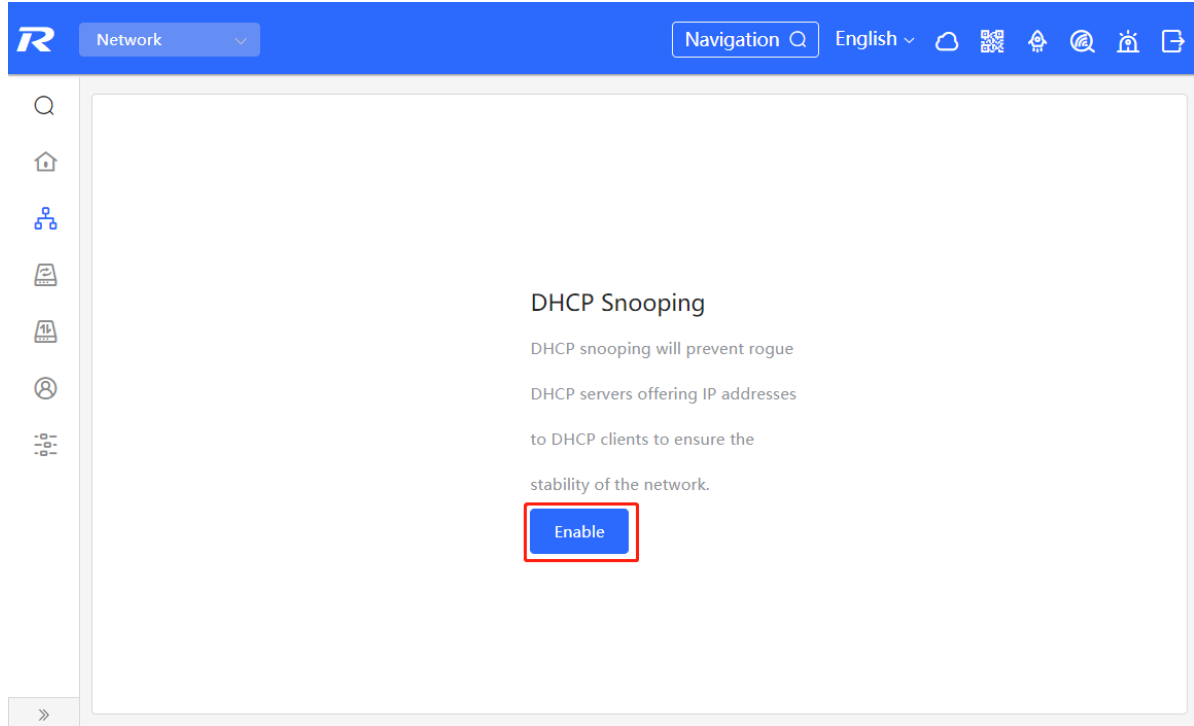 Network
Navigation
English
DHCP Snooping
DHCP snooping will prevent rogue
DHCP servers offering IP addresses
to DHCP clients to ensure the
stability of the network.
Enable